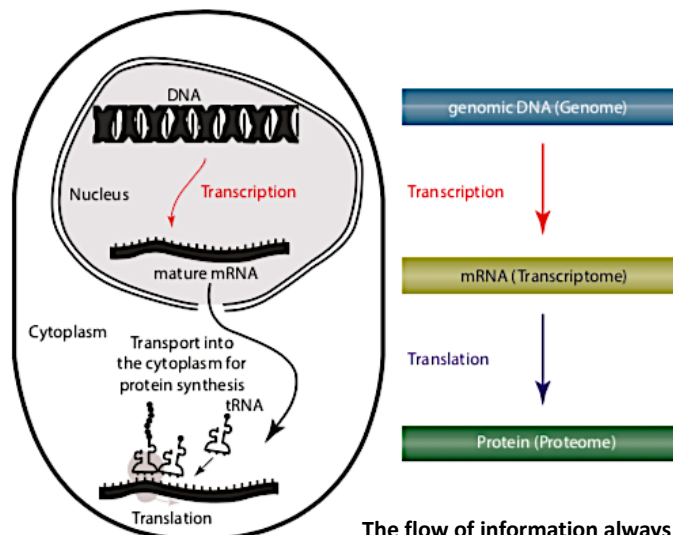 DNA
Nucleus
Transcription
mature mRNA
Cytoplasm
Transport into
the cytoplasm for
protein synthesis
tRNA
Translation
genomic DNA (Genome)
Transcription
mRNA (Transcriptome)
Translation
Protein (Proteome)
The flow of information always